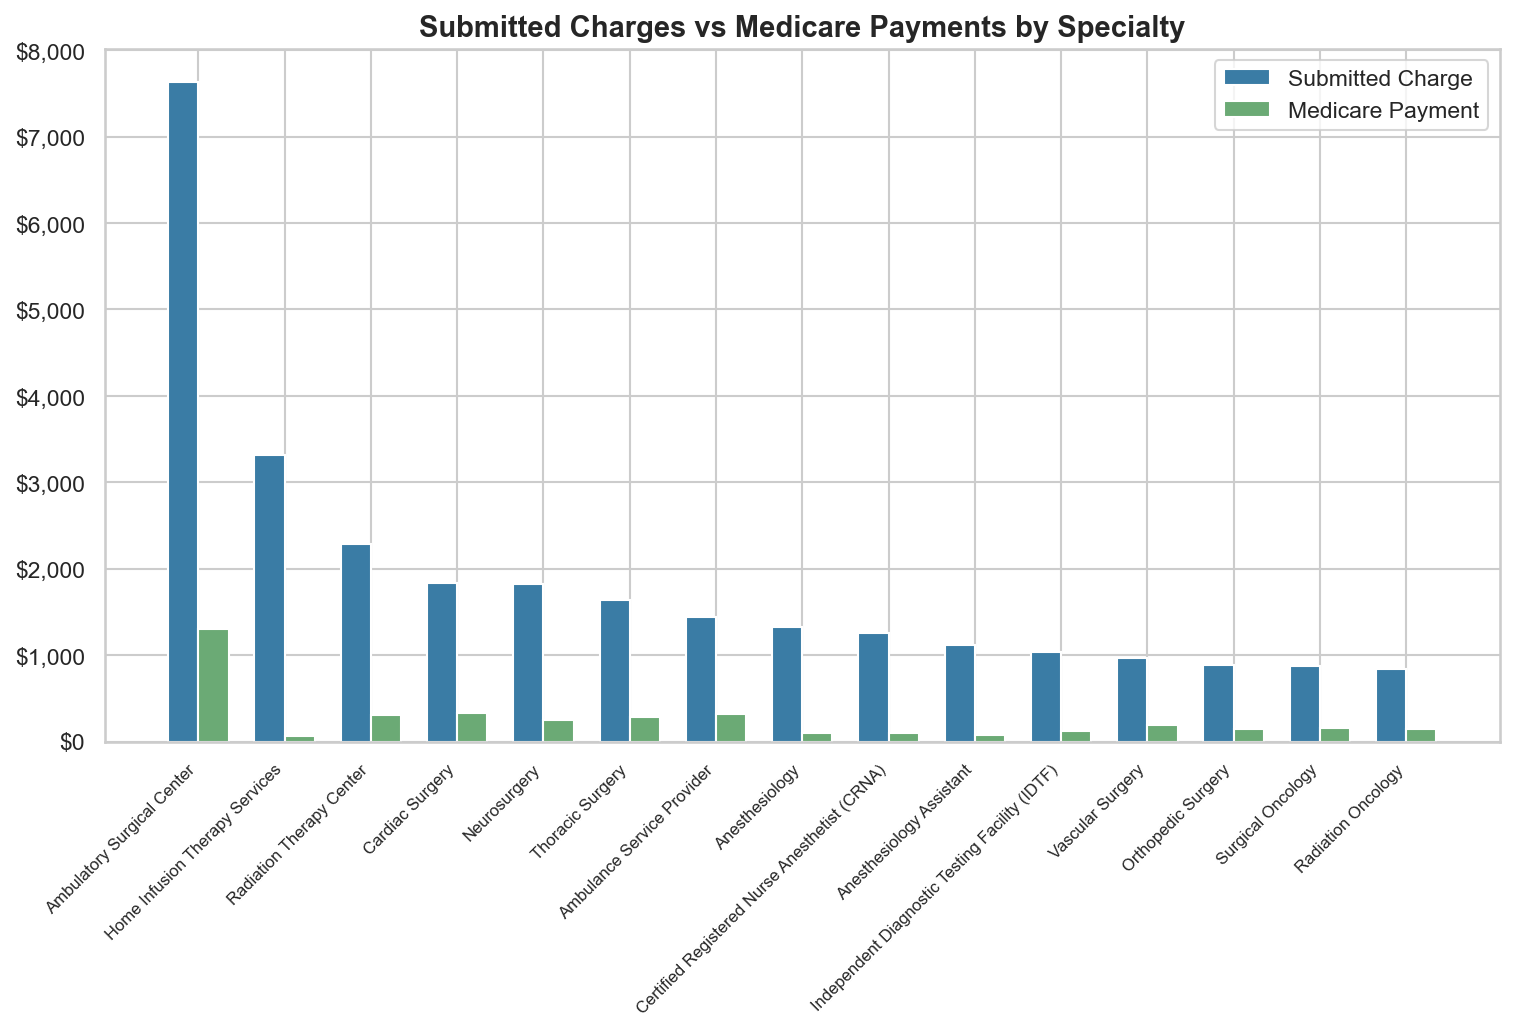 Submitted Charges vs Medicare Payments by Specialty
Submitted Charge
Medicare Payment
$8,000
$7,000
$6,000
$5,000
$4,000
$3,000
$2,000
$1,000
$0
Ambulatory Surgical Center
Home Infusion Therapy Services
Radiation Therapy Center
Cardiac Surgery
Neurosurgery
Thoracic Surgery
Ambulance Service Provider
Anesthesiology
Certified Registered Nurse Anesthetist (CRNA)
Anesthesiology Assistant
Independent Diagnostic Testing Facility (IDTF)
Vascular Surgery
Orthopedic Surgery
Surgical Oncology
Radiation Oncology